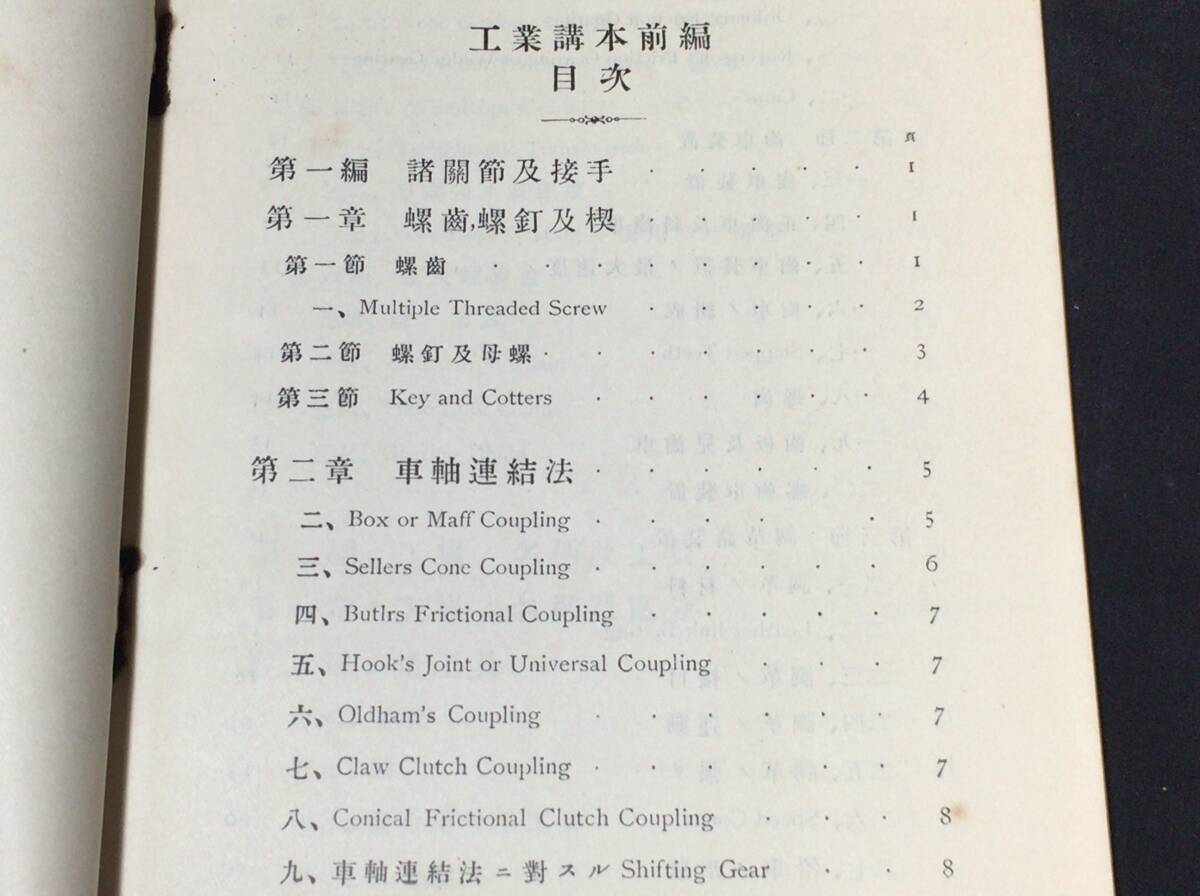 工業講本前編
目次
頁
第一編 諸關節及接手 · · · · · · 1
第一章 螺齒,螺釘及楔 · · · · · · 1
第一節 螺齒 · · · · · · · · · · 1
一、Multiple Threaded Screw · · · · · · 2
第二節 螺釘及母螺 · · · · · · · · 3
第三節 Key and Cotters · · · · · · · 4
第二章 車軸連結法 · · · · · · · 5
二、Box or Maff Coupling · · · · · · · 5
三、Sellers Cone Coupling · · · · · · · 6
四、Butlrs Frictional Coupling · · · · · 7
五、Hook's Joint or Universal Coupling · · · 7
六、Oldham's Coupling · · · · · · · 7
七、Claw Clutch Coupling · · · · · · · 7
八、Conical Frictional Clutch Coupling · · · 8
九、車軸連結法ニ對スル Shifting Gear · · 8